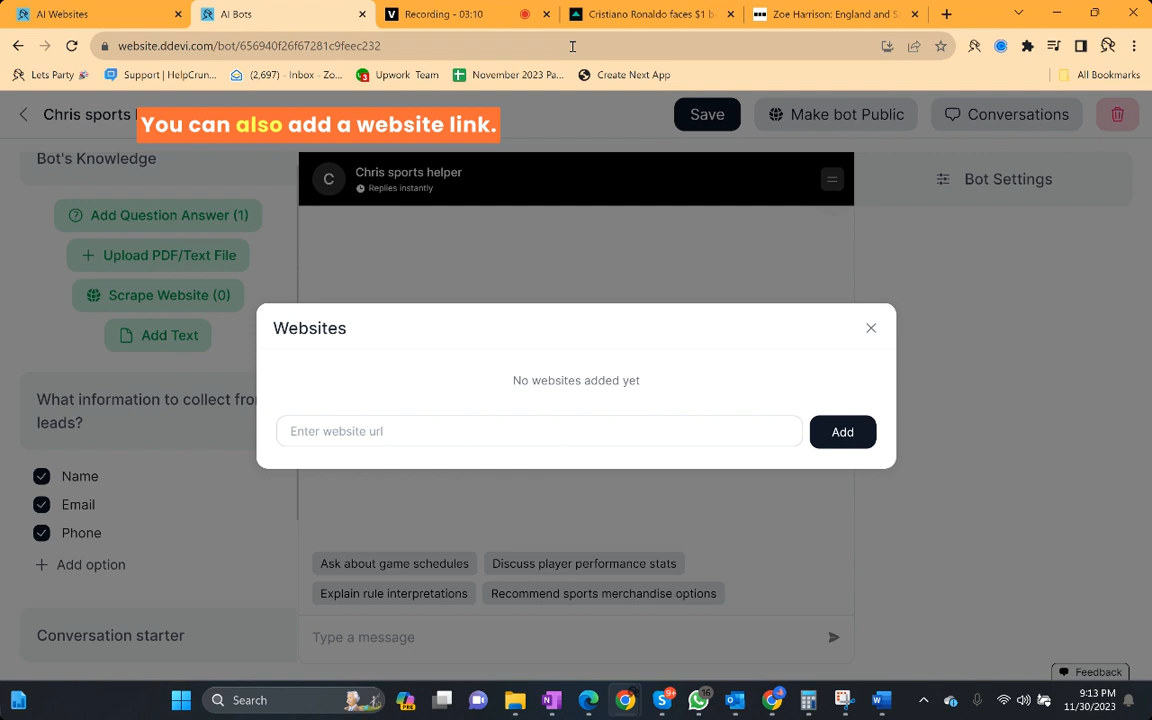 AI Websites
AI Bots
Recording - 03:10
Cristiano Ronaldo faces $1 b
Zoe Harrison: England and S
website.ddevi.com/bot/656940f26f67281c9feec232
Lets Party 🎉
Support | HelpCrun...
(2,697) - Inbox - Zo...
Upwork Team
November 2023 Pa...
Create Next App
All Bookmarks
Chris sports h
You can also add a website link.
Save
Make bot Public
Conversations
Bot's Knowledge
Chris sports helper
C
Replies instantly
Bot Settings
Add Question Answer (1)
Upload PDF/Text File
Scrape Website (0)
Add Text
Websites
No websites added yet
Enter website url
Add
What information to collect from
leads?
Name
Email
Phone
Add option
Ask about game schedules
Discuss player performance stats
Explain rule interpretations
Recommend sports merchandise options
Conversation starter
Type a message
Feedback
Search
9+
16
9:13 PM
11/30/2023